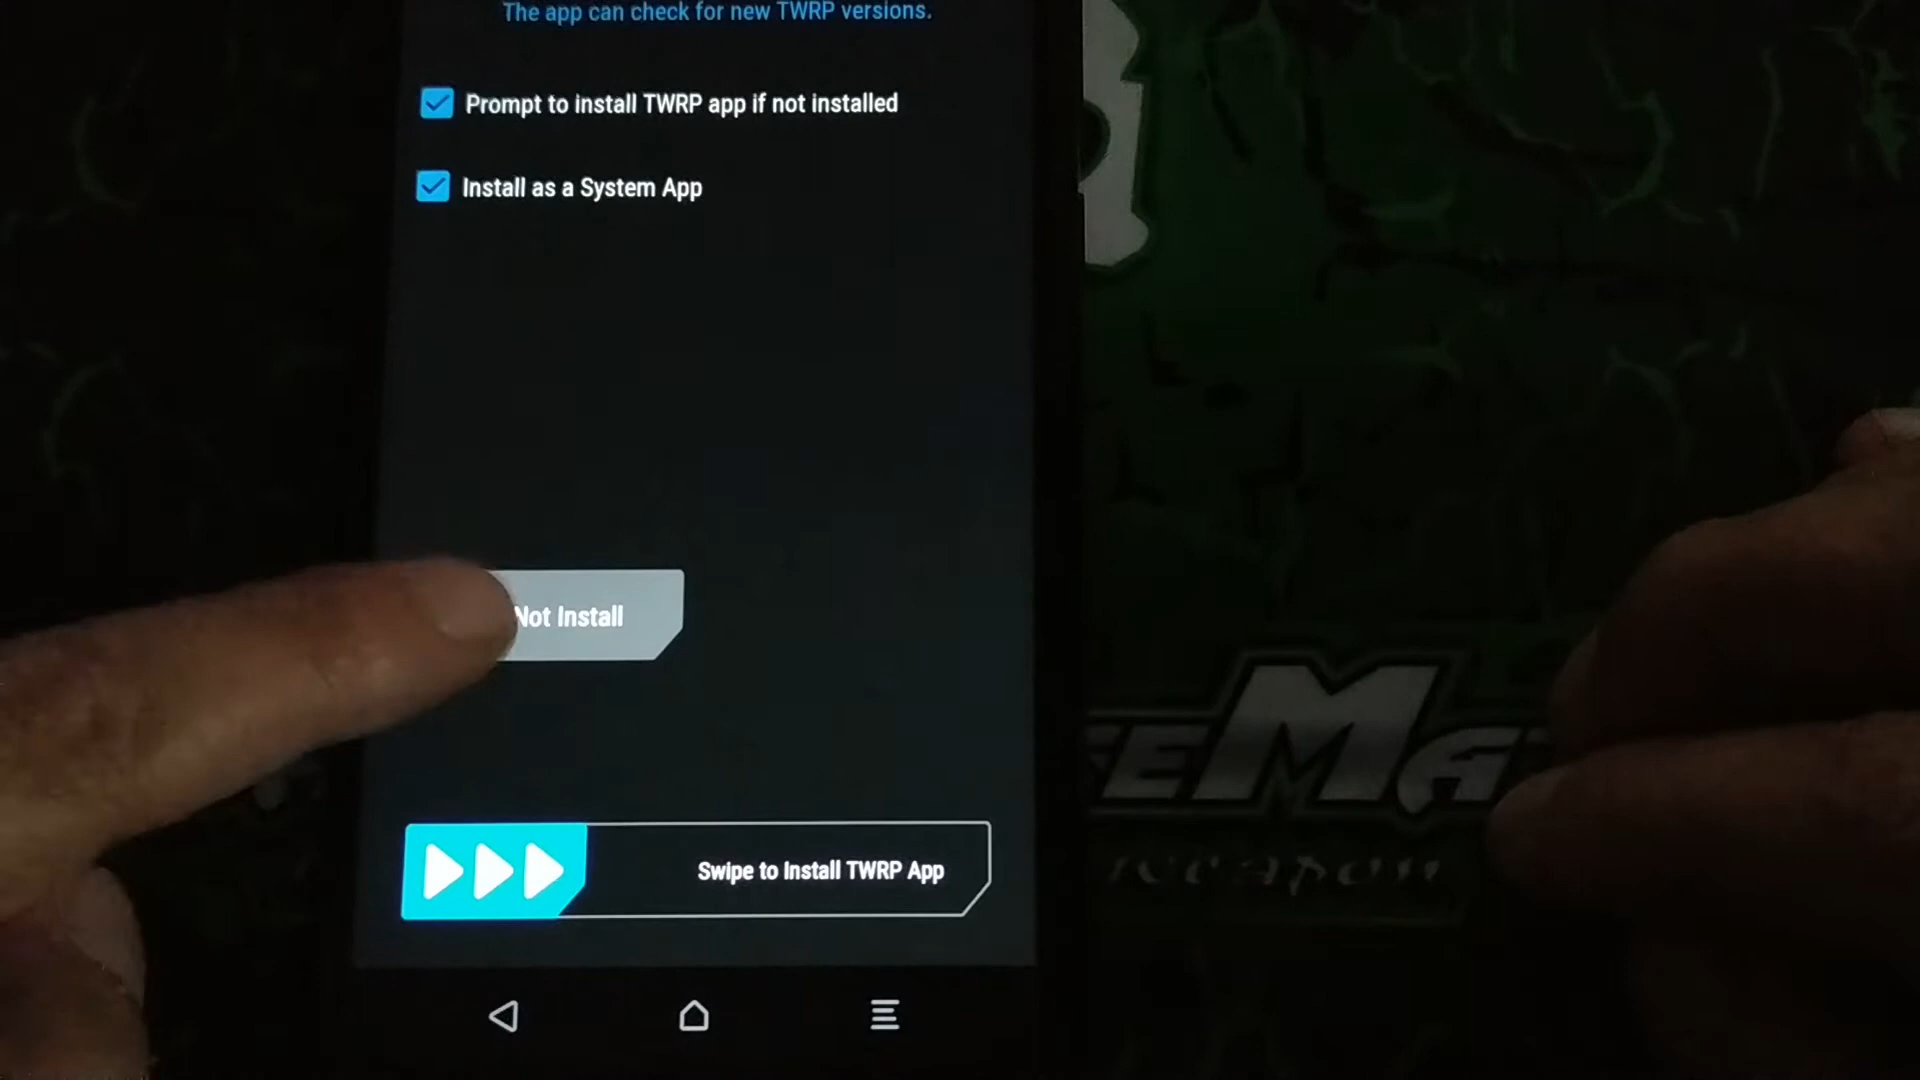 The app can check for new TWRP versions.
Prompt to install TWRP app if not installed
Install as a System App
Not Install
Swipe to Install TWRP App